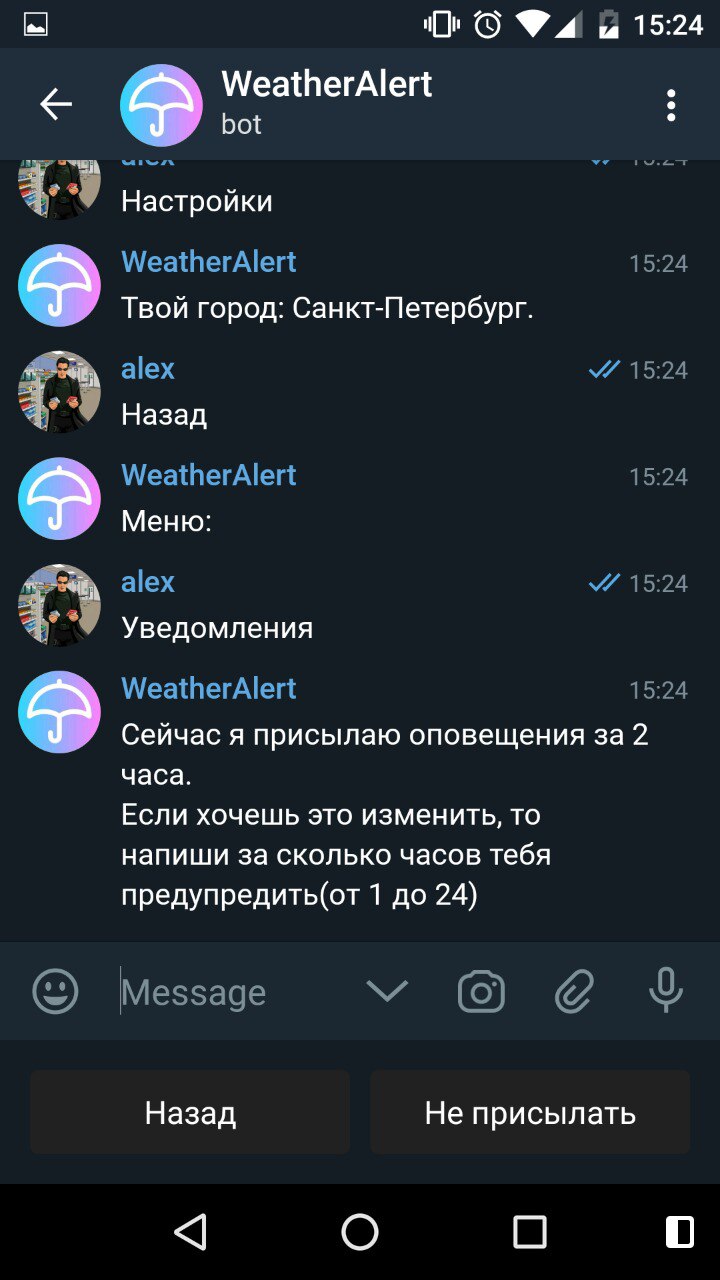 15:24
WeatherAlert
bot
alex 15:24
Настройки
WeatherAlert 15:24
Твой город: Санкт-Петербург.
alex 15:24
Назад
WeatherAlert 15:24
Меню:
alex 15:24
Уведомления
WeatherAlert 15:24
Сейчас я присылаю оповещения за 2
часа.
Если хочешь это изменить, то
напиши за сколько часов тебя
предупредить(от 1 до 24)
Message
Назад Не присылать